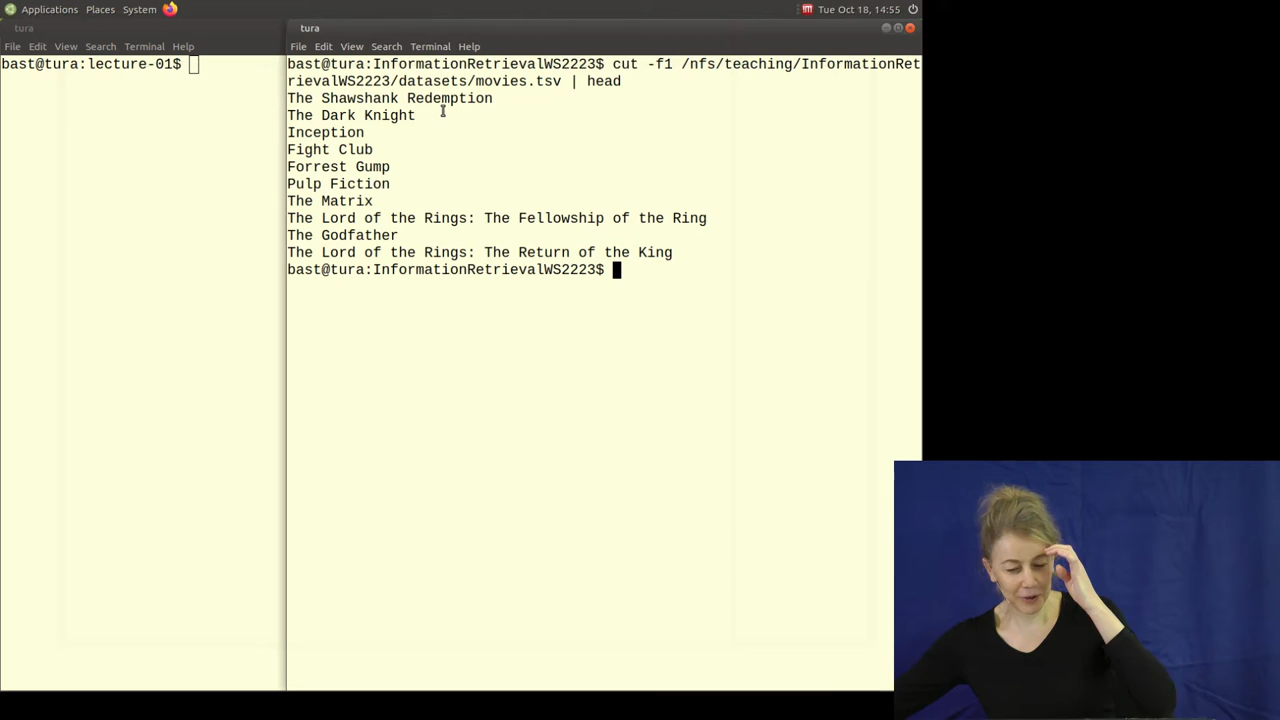 Applications Places System Tue Oct 18, 14:55
tura
File Edit View Search Terminal Help
bast@tura:lecture-01$
tura
File Edit View Search Terminal Help
bast@tura:InformationRetrievalWS2223$ cut -f1 /nfs/teaching/InformationRet
rievalWS2223/datasets/movies.tsv | head
The Shawshank Redemption
The Dark Knight
Inception
Fight Club
Forrest Gump
Pulp Fiction
The Matrix
The Lord of the Rings: The Fellowship of the Ring
The Godfather
The Lord of the Rings: The Return of the King
bast@tura:InformationRetrievalWS2223$